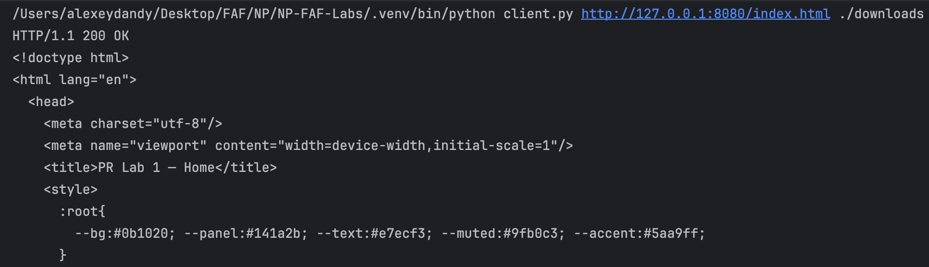 /Users/alexeydandy/Desktop/FAF/NP/NP-FAF-Labs/.venv/bin/python client.py http://127.0.0.1:8080/index.html ./downloads
HTTP/1.1 200 OK
<!doctype html>
<html lang="en">
  <head>
    <meta charset="utf-8"/>
    <meta name="viewport" content="width=device-width,initial-scale=1"/>
    <title>PR Lab 1 — Home</title>
    <style>
      :root{
        --bg:#0b1020; --panel:#141a2b; --text:#e7ecf3; --muted:#9fb0c3; --accent:#5aa9ff;
      }